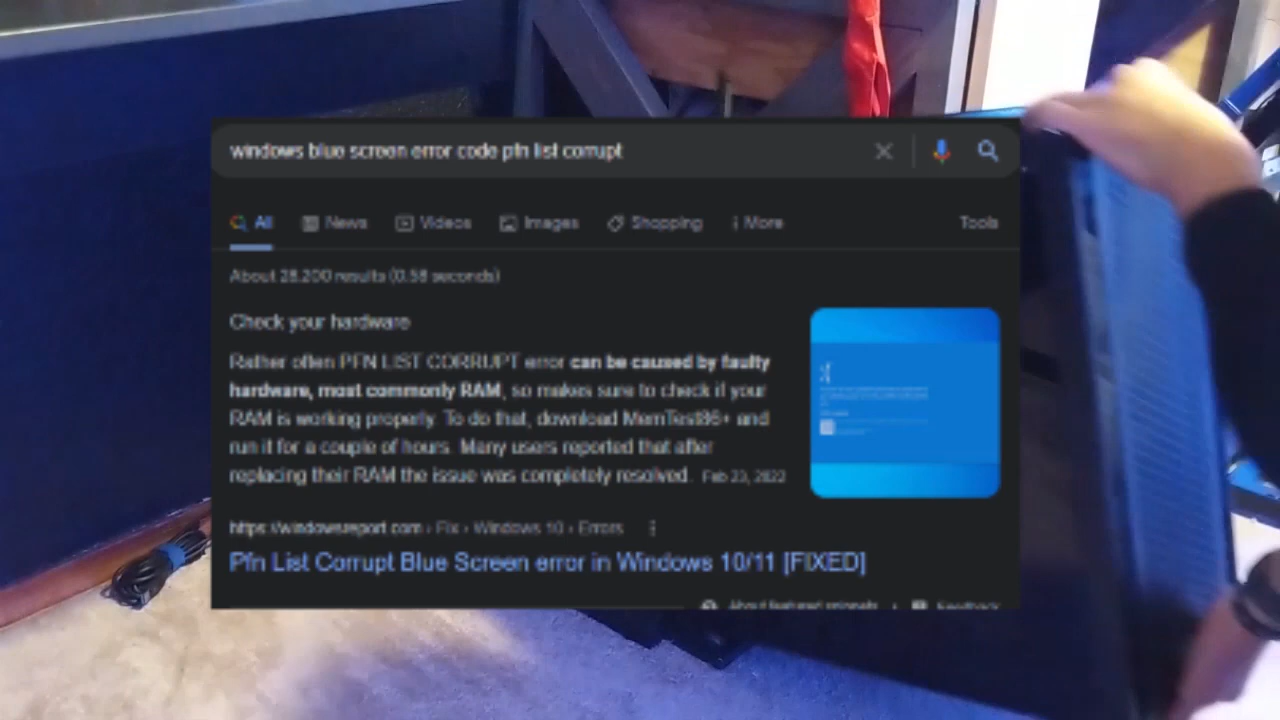 windows blue screen error code pfn list corrupt
All News Videos Images Shopping More Tools
About 28,200 results (0.58 seconds)
Check your hardware
Rather often PFN LIST CORRUPT error can be caused by faulty
hardware, most commonly RAM, so makes sure to check if your
RAM is working properly. To do that, download MemTest86+ and
run it for a couple of hours. Many users reported that after
replacing their RAM the issue was completely resolved. Feb 23, 2022
https://windowsreport.com › Fix › Windows 10 › Errors
Pfn List Corrupt Blue Screen error in Windows 10/11 [FIXED]
About featured snippets Feedback